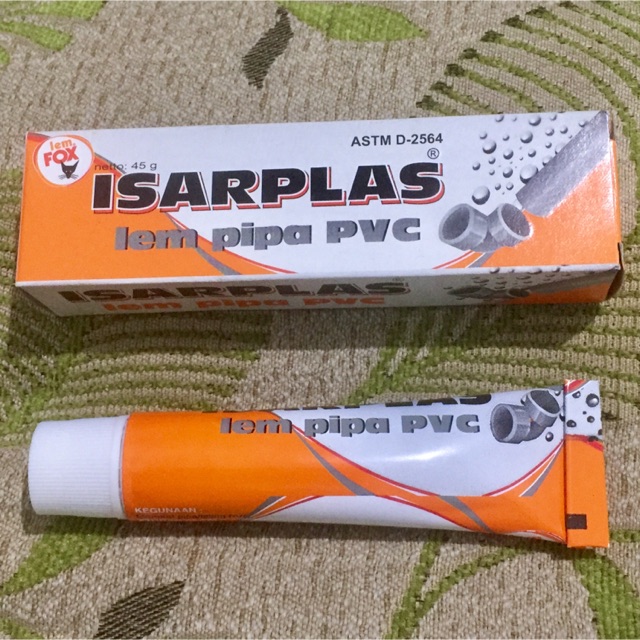 lem
FOX
netto: 45 g
ASTM D-2564
ISARPLAS®
lem pipa PVC
ISARPLAS
lem pipa PVC
lem pipa PVC
KEGUNAAN :